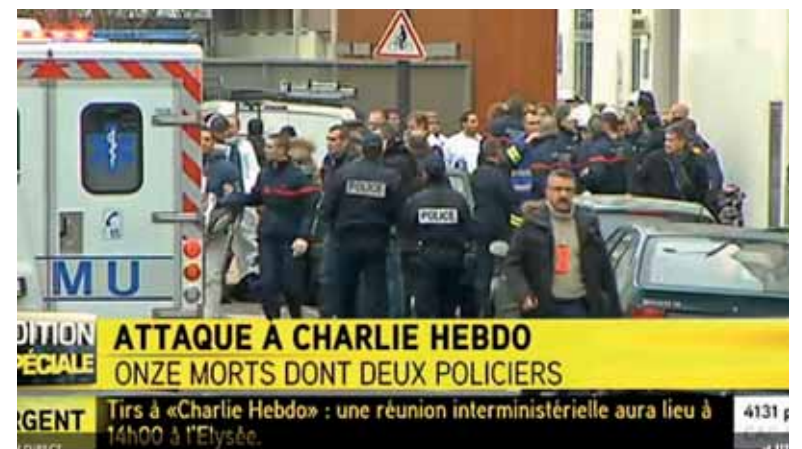 POLICE
POLICE
MU
DITION
PÉCIALE
ATTAQUE À CHARLIE HEBDO
ONZE MORTS DONT DEUX POLICIERS
RGENT
Tirs à «Charlie Hebdo» : une réunion interministérielle aura lieu à
14h00 à l'Elysée.
4131 p